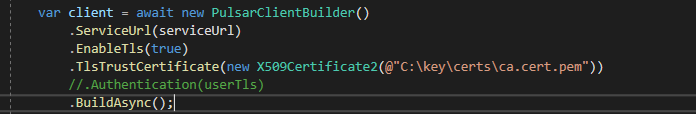 var client = await new PulsarClientBuilder()
.ServiceUrl(serviceUrl)
.EnableTls(true)
.TlsTrustCertificate(new X509Certificate2(@"C:\key\certs\ca.cert.pem"))
//.Authentication(userTls)
.BuildAsync();